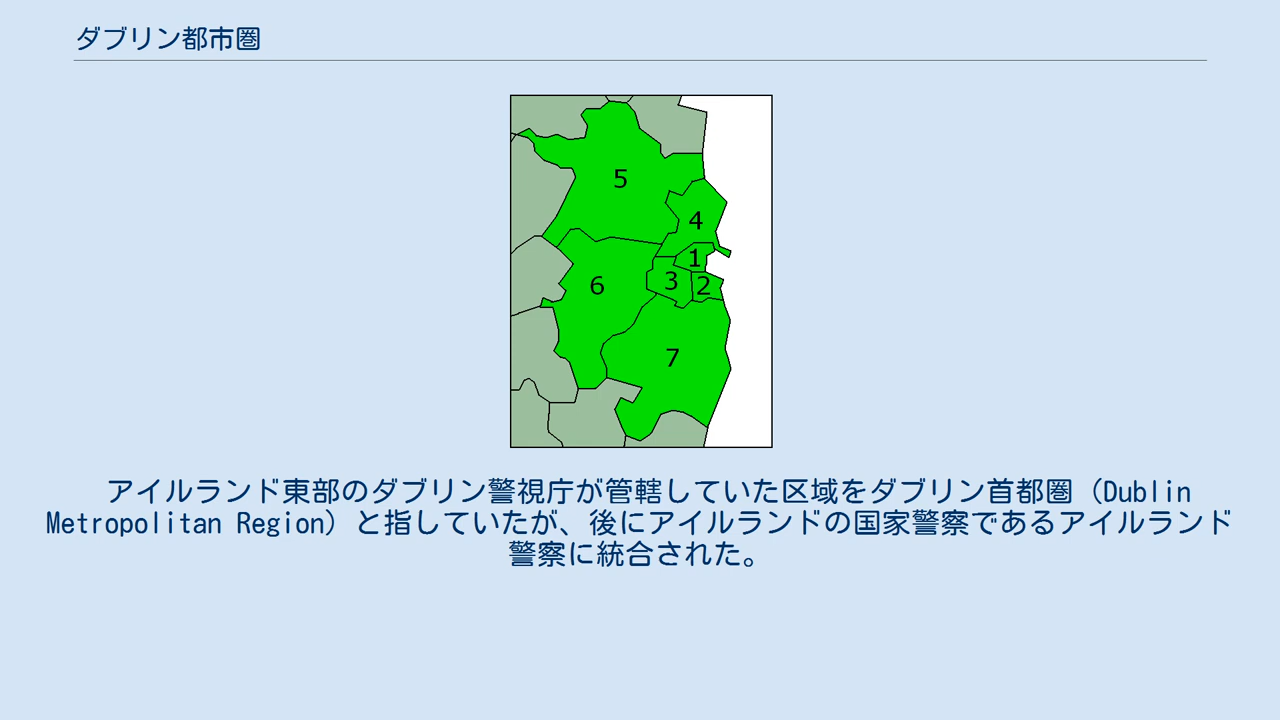 ダブリン都市圏
5
4
1
3
2
6
7
アイルランド東部のダブリン警視庁が管轄していた区域をダブリン首都圏（Dublin
Metropolitan Region）と指していたが、後にアイルランドの国家警察であるアイルランド
警察に統合された。